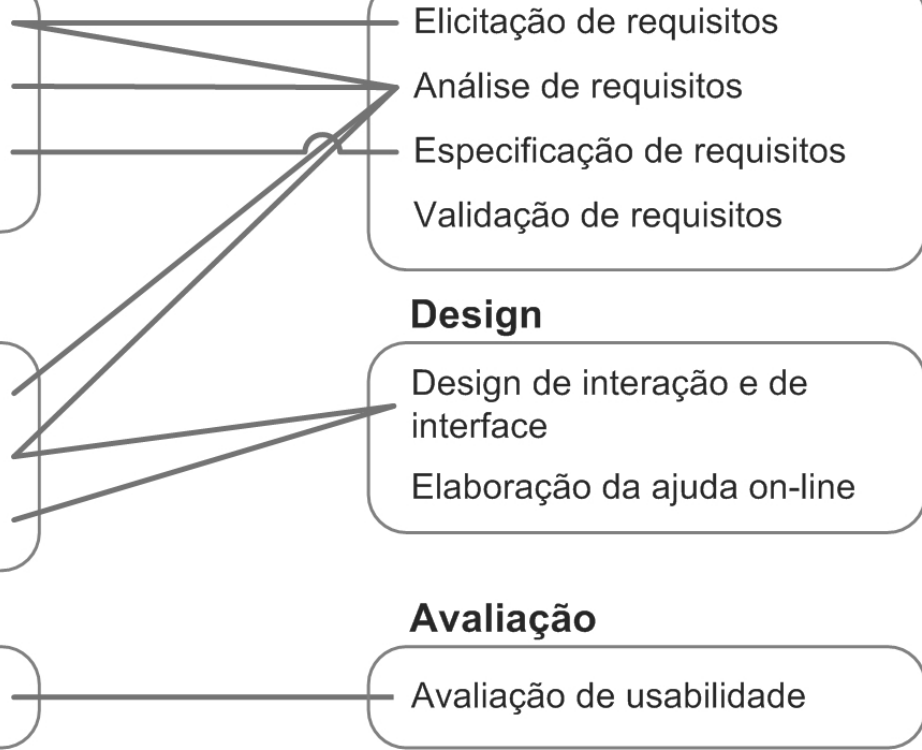 Elicitação de requisitos
Análise de requisitos
Especificação de requisitos
Validação de requisitos
Design
Design de interação e de
interface
Elaboração da ajuda on-line
Avaliação
Avaliação de usabilidade